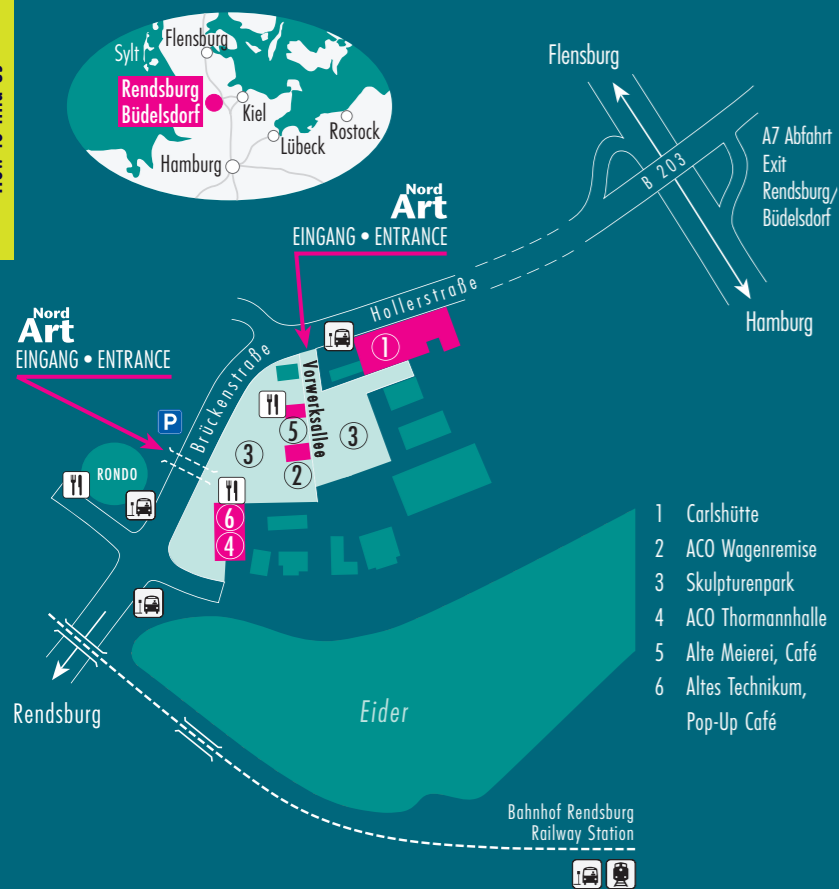 Sylt
Flensburg
Rendsburg
Büdelsdorf
Kiel
Lübeck
Rostock
Hamburg
Flensburg
A7 Abfahrt
Exit
Rendsburg/
Büdelsdorf
B 203
Hamburg
Nord
Art
EINGANG • ENTRANCE
Hollerstraße
Nord
Art
EINGANG • ENTRANCE
Brückenstraße
Vorwerksallee
P
RONDO
1
5
3
3
2
6
4
1 Carlshütte
2 ACO Wagenremise
3 Skulpturenpark
4 ACO Thormannhalle
5 Alte Meierei, Café
6 Altes Technikum,
Pop-Up Café
Rendsburg
Eider
Bahnhof Rendsburg
Railway Station